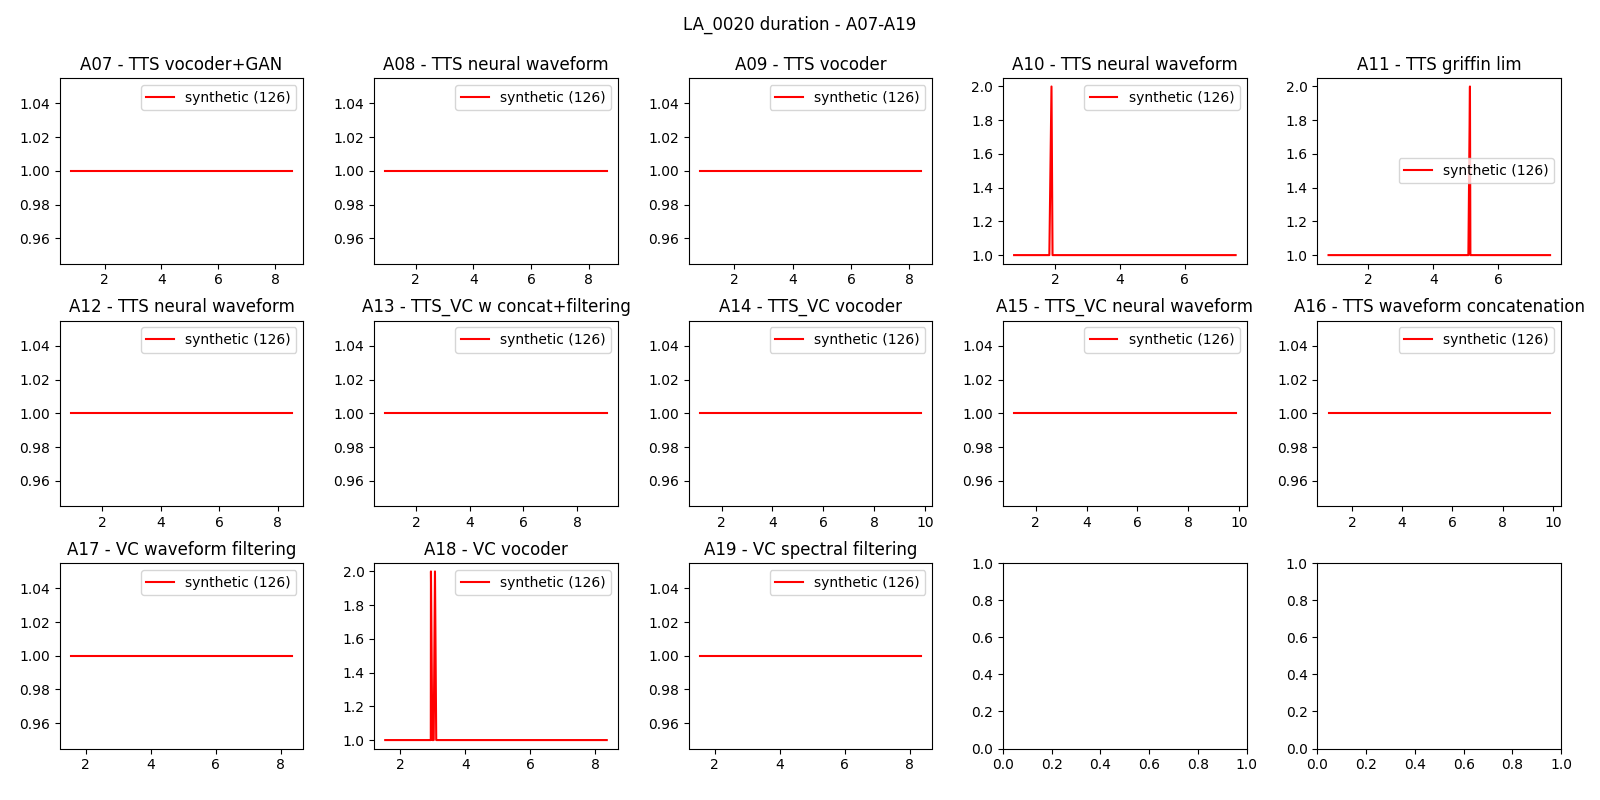 LA_0020 duration - A07-A19
A07 - TTS vocoder+GAN
A08 - TTS neural waveform
A09 - TTS vocoder
A10 - TTS neural waveform
A11 - TTS griffin lim
synthetic (126)
1.04
1.02
1.00
0.98
0.96
2 4 6 8
synthetic (126)
1.04
1.02
1.00
0.98
0.96
2 4 6 8
synthetic (126)
1.04
1.02
1.00
0.98
0.96
2 4 6 8
synthetic (126)
2.0
1.8
1.6
1.4
1.2
1.0
2 4 6
synthetic (126)
2.0
1.8
1.6
1.4
1.2
1.0
2 4 6
A12 - TTS neural waveform
A13 - TTS_VC w concat+filtering
A14 - TTS_VC vocoder
A15 - TTS_VC neural waveform
A16 - TTS waveform concatenation
synthetic (126)
1.04
1.02
1.00
0.98
0.96
2 4 6 8
synthetic (126)
1.04
1.02
1.00
0.98
0.96
2 4 6 8
synthetic (126)
1.04
1.02
1.00
0.98
0.96
2 4 6 8 10
synthetic (126)
1.04
1.02
1.00
0.98
0.96
2 4 6 8 10
synthetic (126)
1.04
1.02
1.00
0.98
0.96
2 4 6 8 10
A17 - VC waveform filtering
A18 - VC vocoder
A19 - VC spectral filtering
synthetic (126)
1.04
1.02
1.00
0.98
0.96
2 4 6 8
synthetic (126)
2.0
1.8
1.6
1.4
1.2
1.0
2 4 6 8
synthetic (126)
1.04
1.02
1.00
0.98
0.96
2 4 6 8
1.0
0.8
0.6
0.4
0.2
0.0
0.0 0.2 0.4 0.6 0.8 1.0
1.0
0.8
0.6
0.4
0.2
0.0
0.0 0.2 0.4 0.6 0.8 1.0